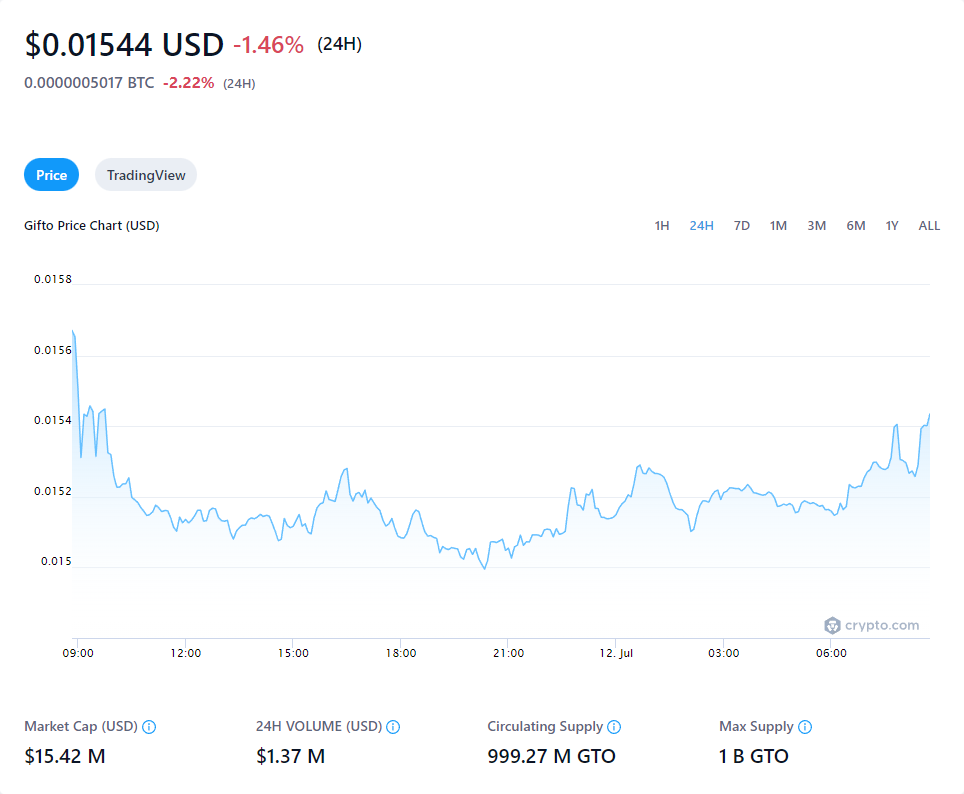 $0.01544 USD -1.46% (24H)
0.0000005017 BTC -2.22% (24H)
Price TradingView
Gifto Price Chart (USD) 1H 24H 7D 1M 3M 6M 1Y ALL
0.0158
0.0156
0.0154
0.0152
0.015
crypto.com
09:00 12:00 15:00 18:00 21:00 12. Jul 03:00 06:00
Market Cap (USD) 24H VOLUME (USD) Circulating Supply Max Supply
$15.42 M $1.37 M 999.27 M GTO 1 B GTO